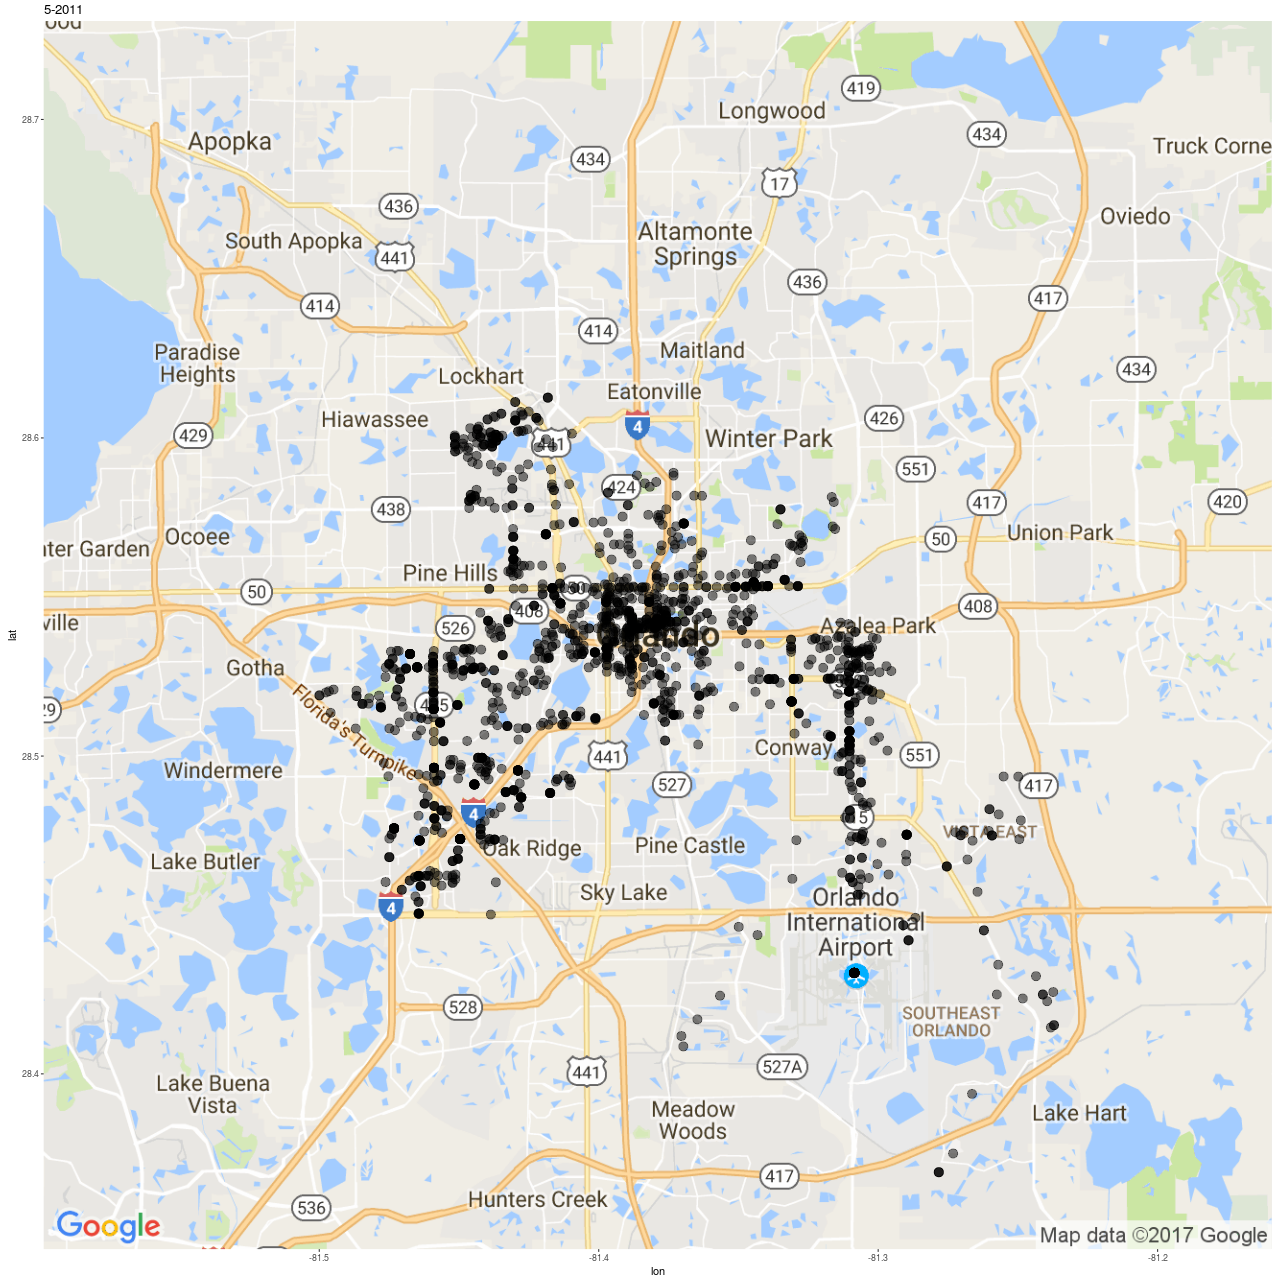 5-2011
ood
419
Longwood
434
Apopka
434
Truck Corne
17
436
Oviedo
South Apopka
Altamonte
Springs
441
436
417
414
414
Maitland
Paradise
Heights
434
Lockhart
Eatonville
Hiawassee
426
4
429
441
Winter Park
551
424
417
420
438
Ocoee
50
Union Park
ater Garden
Pine Hills
50
408
408
ville
526
Azalea Park
Orlando
Gotha
29
Florida's Turnpike
Conway
441
551
Windermere
527
417
4
15
VISTA EAST
Lake Butler
Oak Ridge
Pine Castle
Sky Lake
4
Orlando
International
Airport
528
SOUTHEAST
ORLANDO
441
527A
Lake Buena
Vista
Meadow
Woods
Lake Hart
417
Hunters Creek
536
Google
Map data ©2017 Google
28.7
28.6
28.5
28.4
lat
-81.5
-81.4
-81.3
-81.2
lon